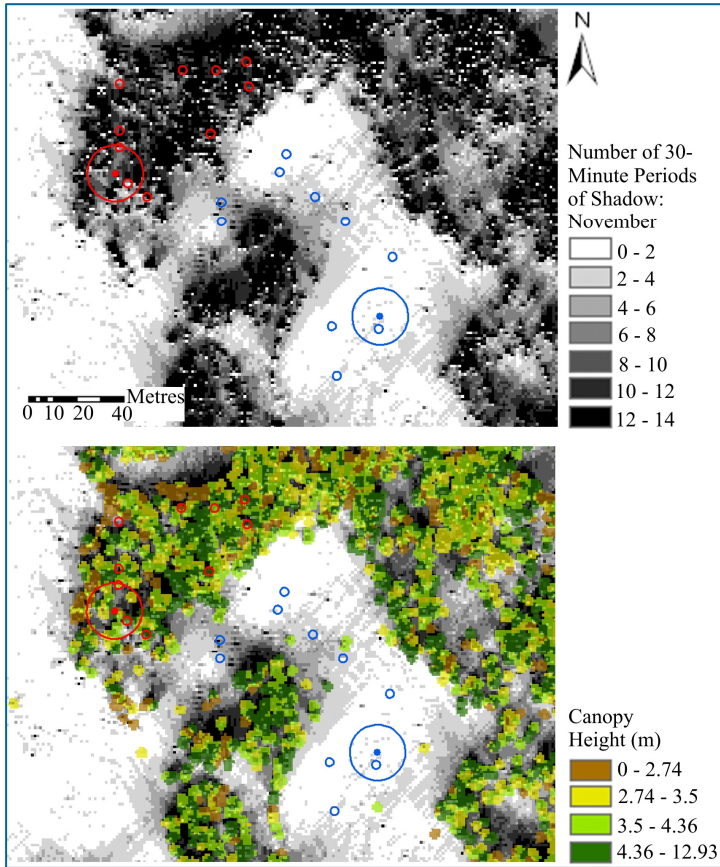 N
Number of 30-
Minute Periods
of Shadow:
November
0 - 2
2 - 4
4 - 6
6 - 8
8 - 10
10 - 12
12 - 14
Metres
0 10 20 40
Canopy
Height (m)
0 - 2.74
2.74 - 3.5
3.5 - 4.36
4.36 - 12.93